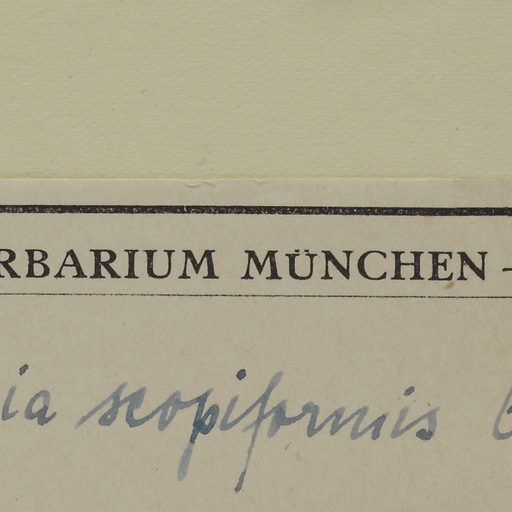 RBARIUM MÜNCHEN -
ia scopiformis